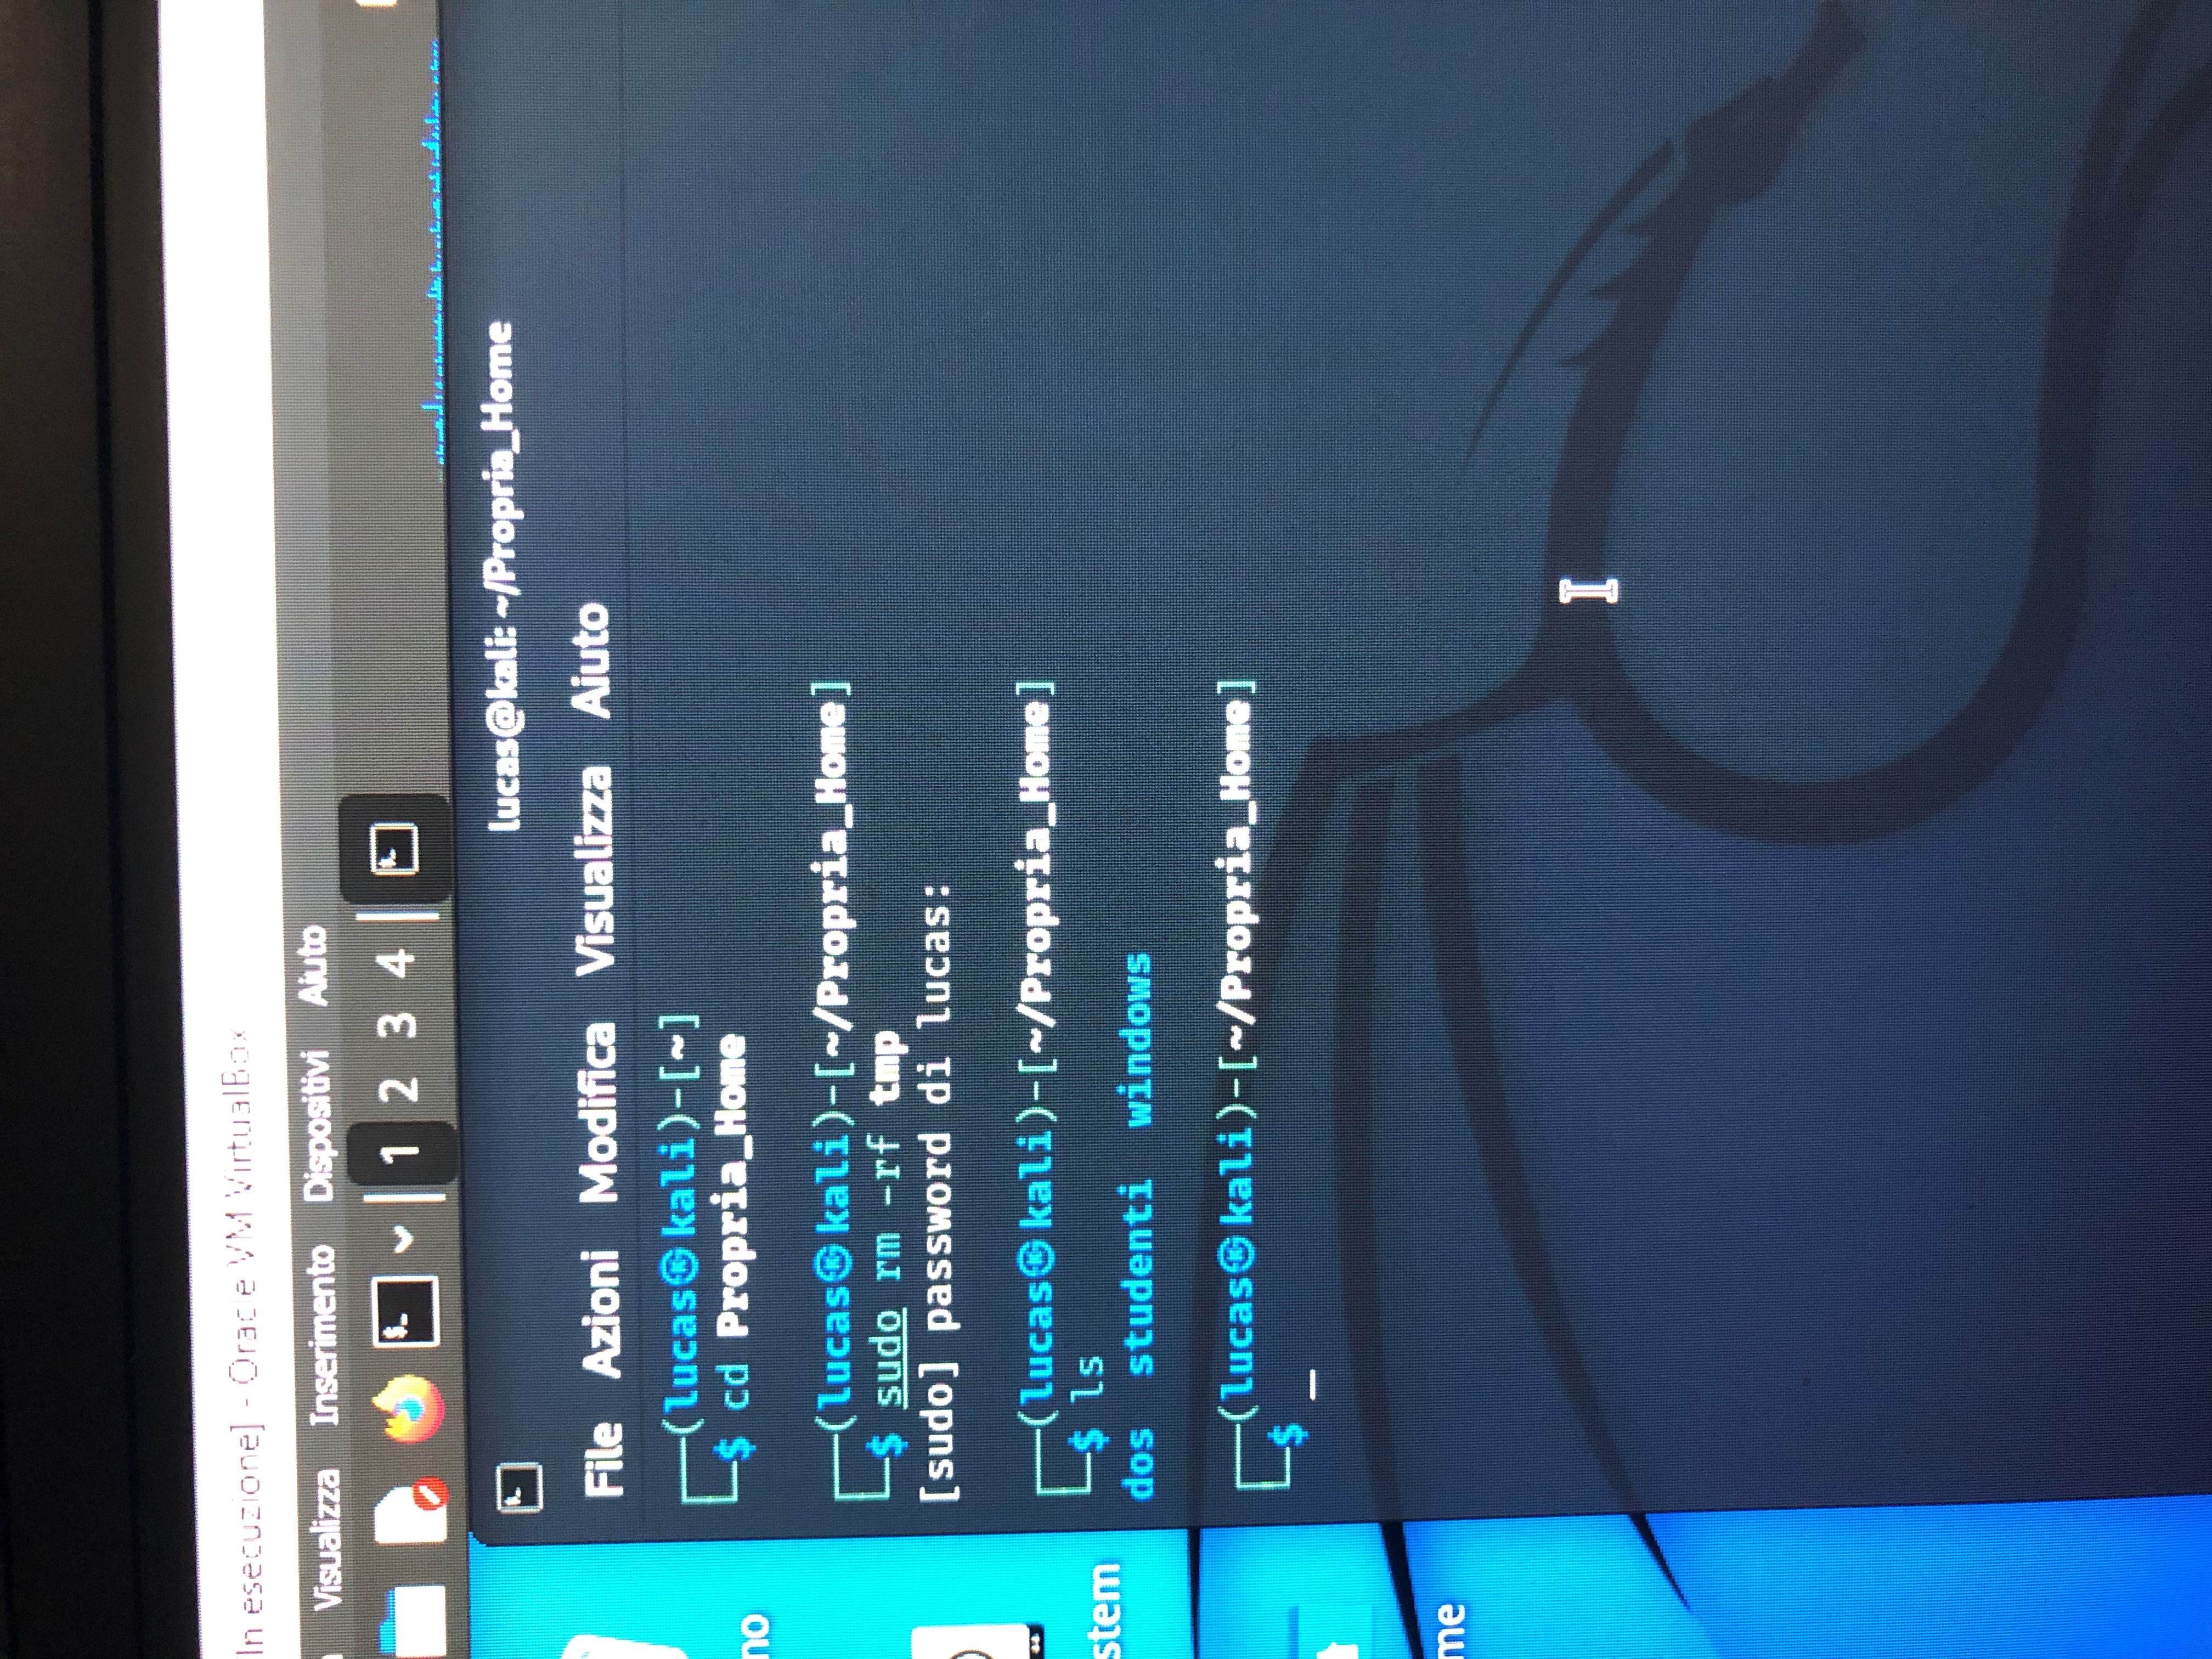 In esecuzione] - Oracle VM VirtualBox
Visualizza Inserimento Dispositivi Aiuto
1 2 3 4
lucas@kali: ~/Propria_Home
File Azioni Modifica Visualizza Aiuto
┌──(lucas㉿kali)-[~]
└─$ cd Propria_Home
┌──(lucas㉿kali)-[~/Propria_Home]
└─$ sudo rm -rf tmp
[sudo] password di lucas:
┌──(lucas㉿kali)-[~/Propria_Home]
└─$ ls
dos studenti windows
┌──(lucas㉿kali)-[~/Propria_Home]
└─$ _
no
stem
me